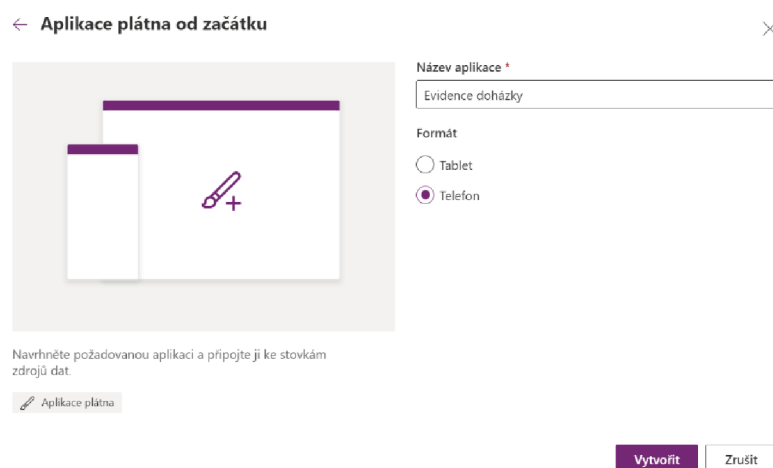 Aplikace plátna od začátku
Název aplikace *
Evidence doházky
Formát
Tablet
Telefon
Navrhněte požadovanou aplikaci a připojte ji ke stovkám
zdrojů dat.
Aplikace plátna
Vytvořit
Zrušit